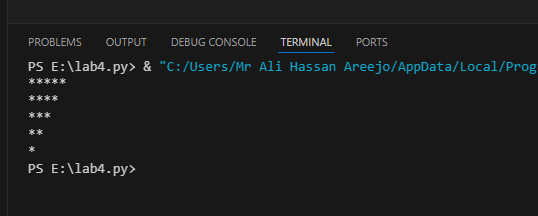 PROBLEMS OUTPUT DEBUG CONSOLE TERMINAL PORTS
PS E:\lab4.py> & "C:/Users/Mr Ali Hassan Areejo/AppData/Local/Prog
*****
****
***
**
*
PS E:\lab4.py>